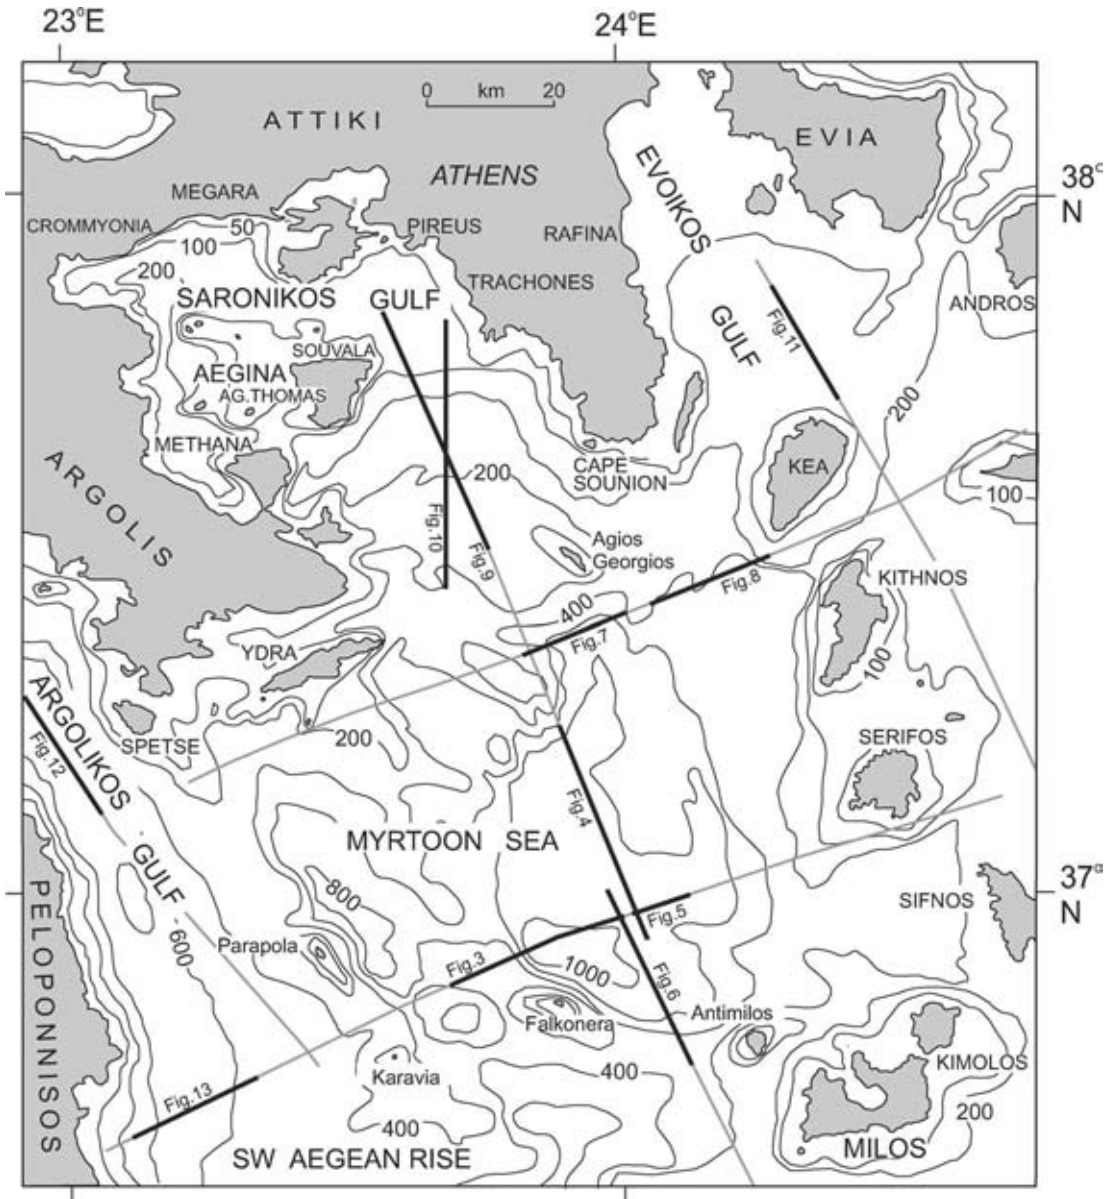 23°E
24°E
0 km 20
ATTIKI
EVIA
EVOIKOS
ATHENS
38°
N
MEGARA
CROMMYONIA
50
PIREUS
RAFINA
100
200
TRACHONES
SARONIKOS
GULF
GULF
ANDROS
Fig.11
SOUVALA
AEGINA
AG.THOMAS
200
METHANA
ARGOLIS
200
CAPE
SOUNION
KEA
100
Fig.10
Agios
Georgios
Fig.9
Fig.8
KITHNOS
400
Fig.7
YDRA
100
ARGOLIKOS
SPETSE
200
SERIFOS
Fig.12
Fig.4
MYRTOON SEA
GULF
800
37°
N
SIFNOS
PELOPONNISOS
Fig.5
600
Parapola
Fig.3
1000
Fig.6
Falkonera
Antimilos
KIMOLOS
Karavia
400
Fig.13
200
400
MILOS
SW AEGEAN RISE